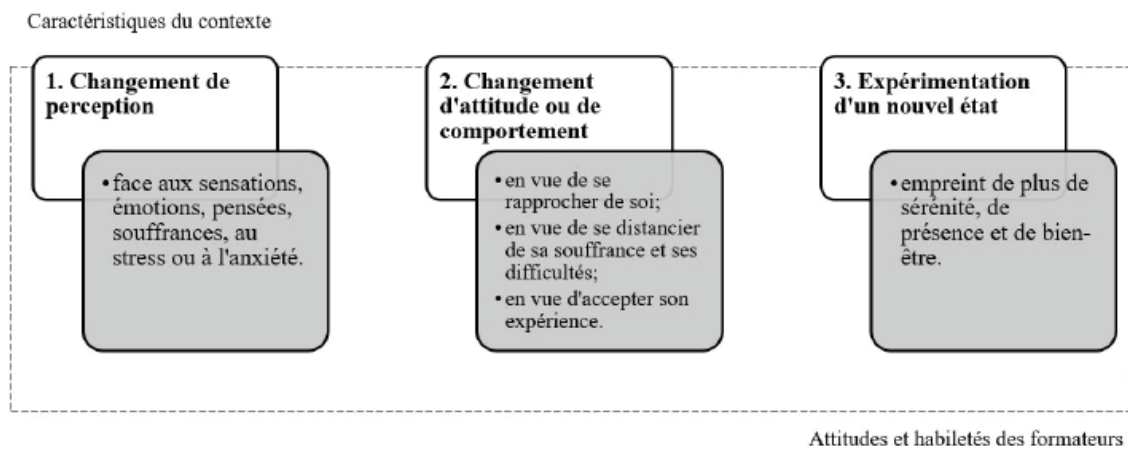 Caractéristiques du contexte
1. Changement de
perception
• face aux sensations,
émotions, pensées,
souffrances, au
stress ou à l'anxiété.
2. Changement
d'attitude ou de
comportement
• en vue de se
rapprocher de soi;
• en vue de se distancier
de sa souffrance et ses
difficultés;
• en vue d'accepter son
expérience.
3. Expérimentation
d'un nouvel état
• empreint de plus de
sérénité, de
présence et de bien-
être.
Attitudes et habiletés des formateurs